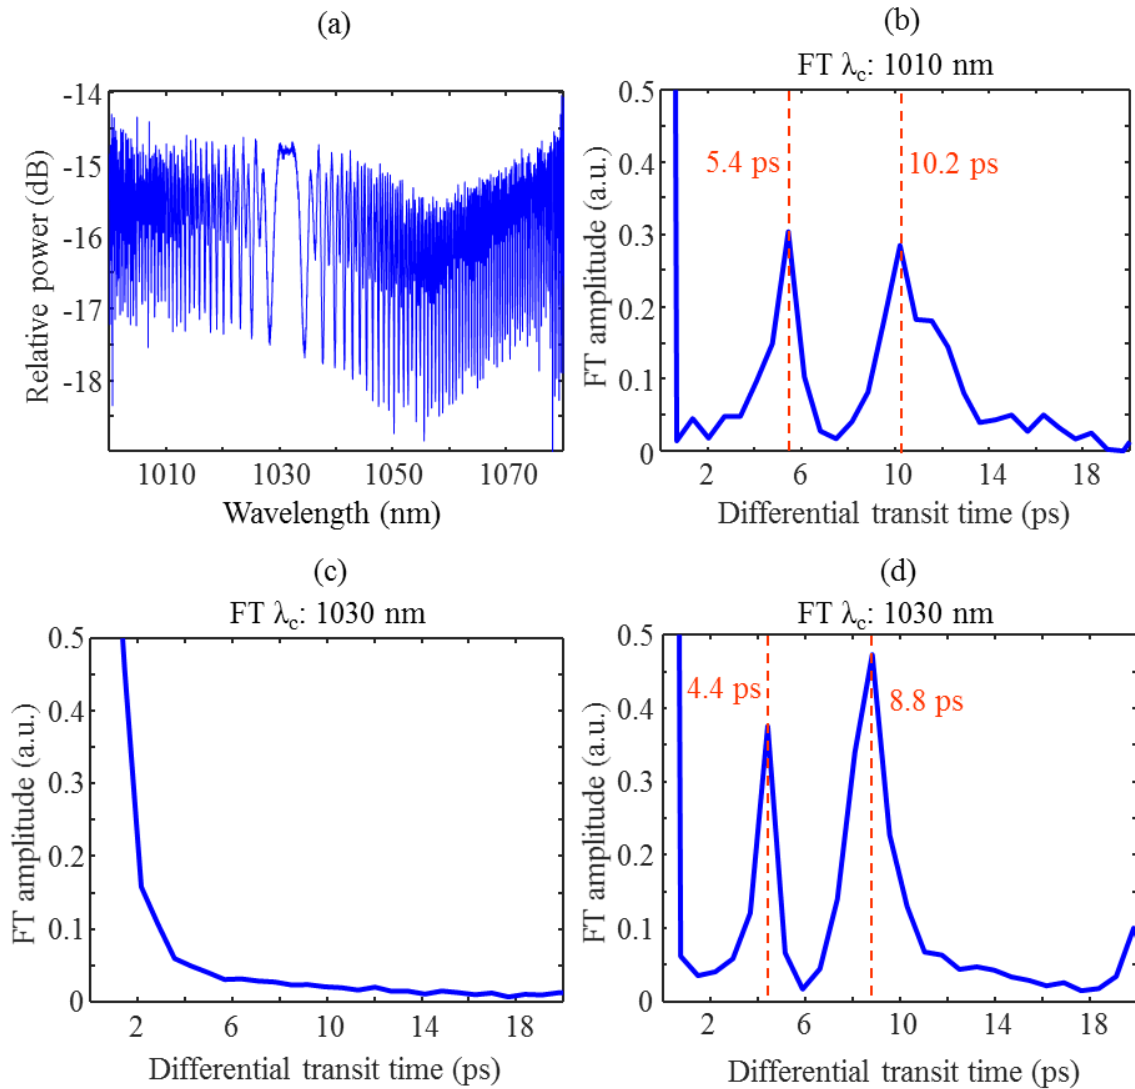 (a)
-14
-15
-16
-17
-18
Relative power (dB)
1010
1030
1050
1070
Wavelength (nm)
(b)
FT λc: 1010 nm
0.5
0.4
0.3
0.2
0.1
0
FT amplitude (a.u.)
5.4 ps
10.2 ps
2
6
10
14
18
Differential transit time (ps)
(c)
FT λc: 1030 nm
0.5
0.4
0.3
0.2
0.1
0
FT amplitude (a.u.)
2
6
10
14
18
Differential transit time (ps)
(d)
FT λc: 1030 nm
0.5
0.4
0.3
0.2
0.1
0
FT amplitude (a.u.)
4.4 ps
8.8 ps
2
6
10
14
18
Differential transit time (ps)